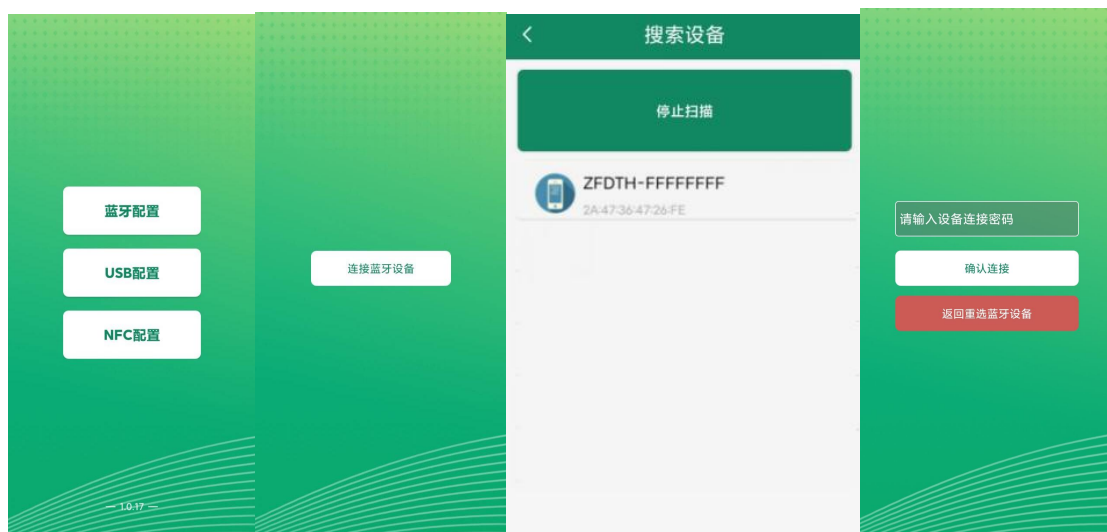 蓝牙配置
USB配置
NFC配置
— 1.0.17 —
连接蓝牙设备
搜索设备
停止扫描
ZFDTH-FFFFFFFF
2A:47:36:47:26:FE
请输入设备连接密码
确认连接
返回重选蓝牙设备